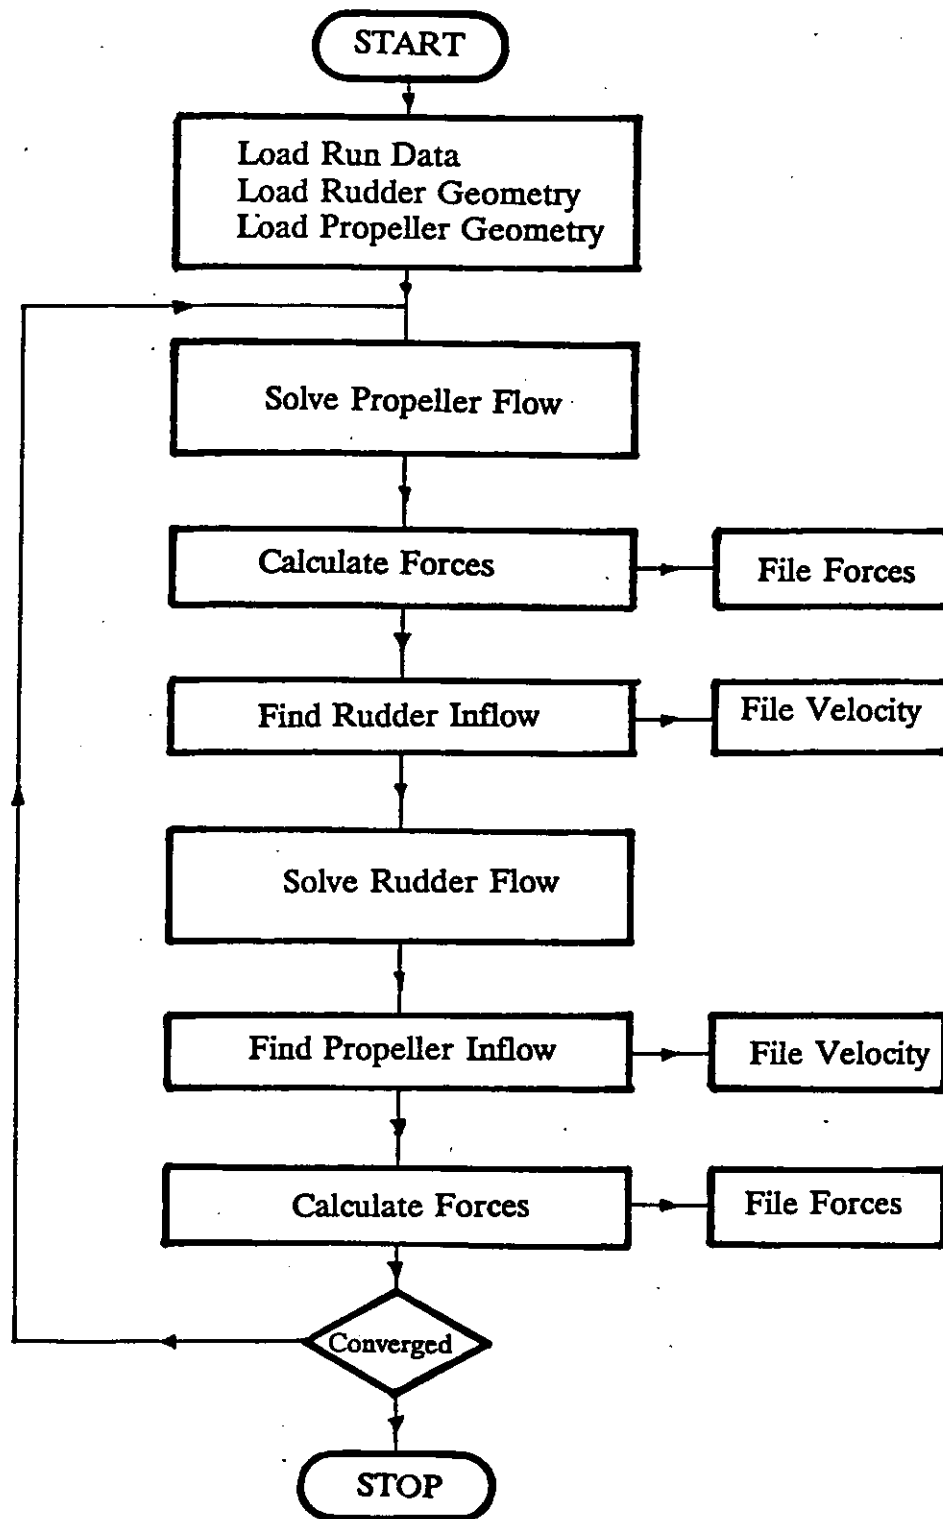 START
Load Run Data
Load Rudder Geometry
Load Propeller Geometry
Solve Propeller Flow
Calculate Forces
File Forces
Find Rudder Inflow
File Velocity
Solve Rudder Flow
Find Propeller Inflow
File Velocity
Calculate Forces
File Forces
Converged
STOP